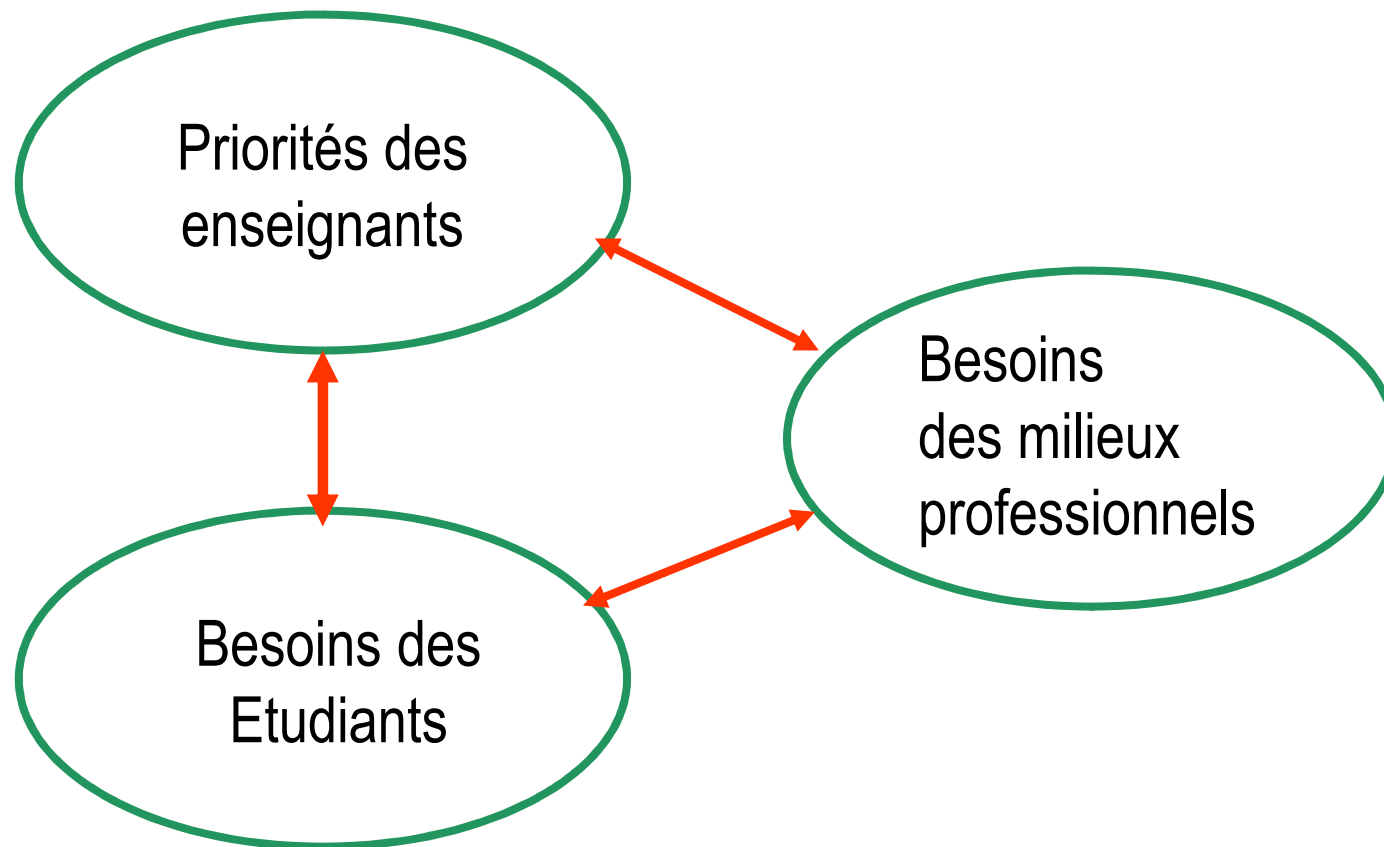 Priorités des
enseignants
Besoins
des milieux
professionnels
Besoins des
Etudiants